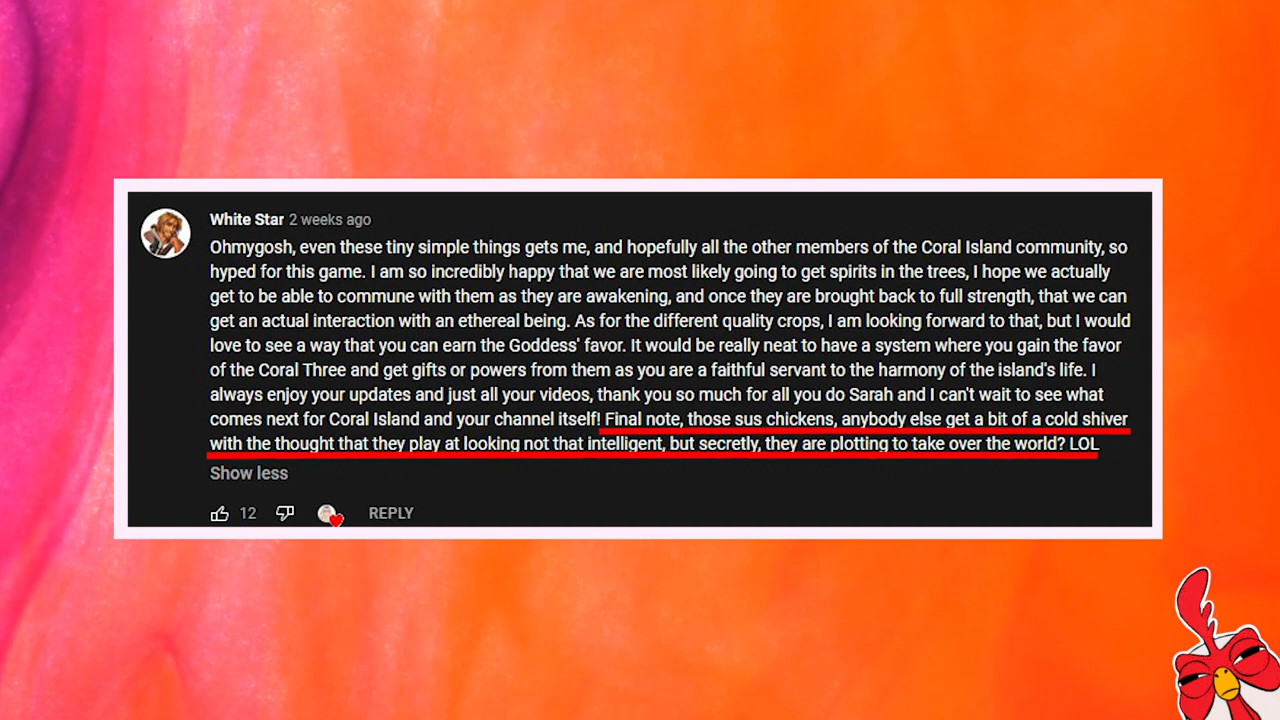 White Star 2 weeks ago
Ohmygosh, even these tiny simple things gets me, and hopefully all the other members of the Coral Island community, so
hyped for this game. I am so incredibly happy that we are most likely going to get spirits in the trees, I hope we actually
get to be able to commune with them as they are awakening, and once they are brought back to full strength, that we can
get an actual interaction with an ethereal being. As for the different quality crops, I am looking forward to that, but I would
love to see a way that you can earn the Goddess' favor. It would be really neat to have a system where you gain the favor
of the Coral Three and get gifts or powers from them as you are a faithful servant to the harmony of the island's life. I
always enjoy your updates and just all your videos, thank you so much for all you do Sarah and I can't wait to see what
comes next for Coral Island and your channel itself! Final note, those sus chickens, anybody else get a bit of a cold shiver
with the thought that they play at looking not that intelligent, but secretly, they are plotting to take over the world? LOL
Show less
12 REPLY